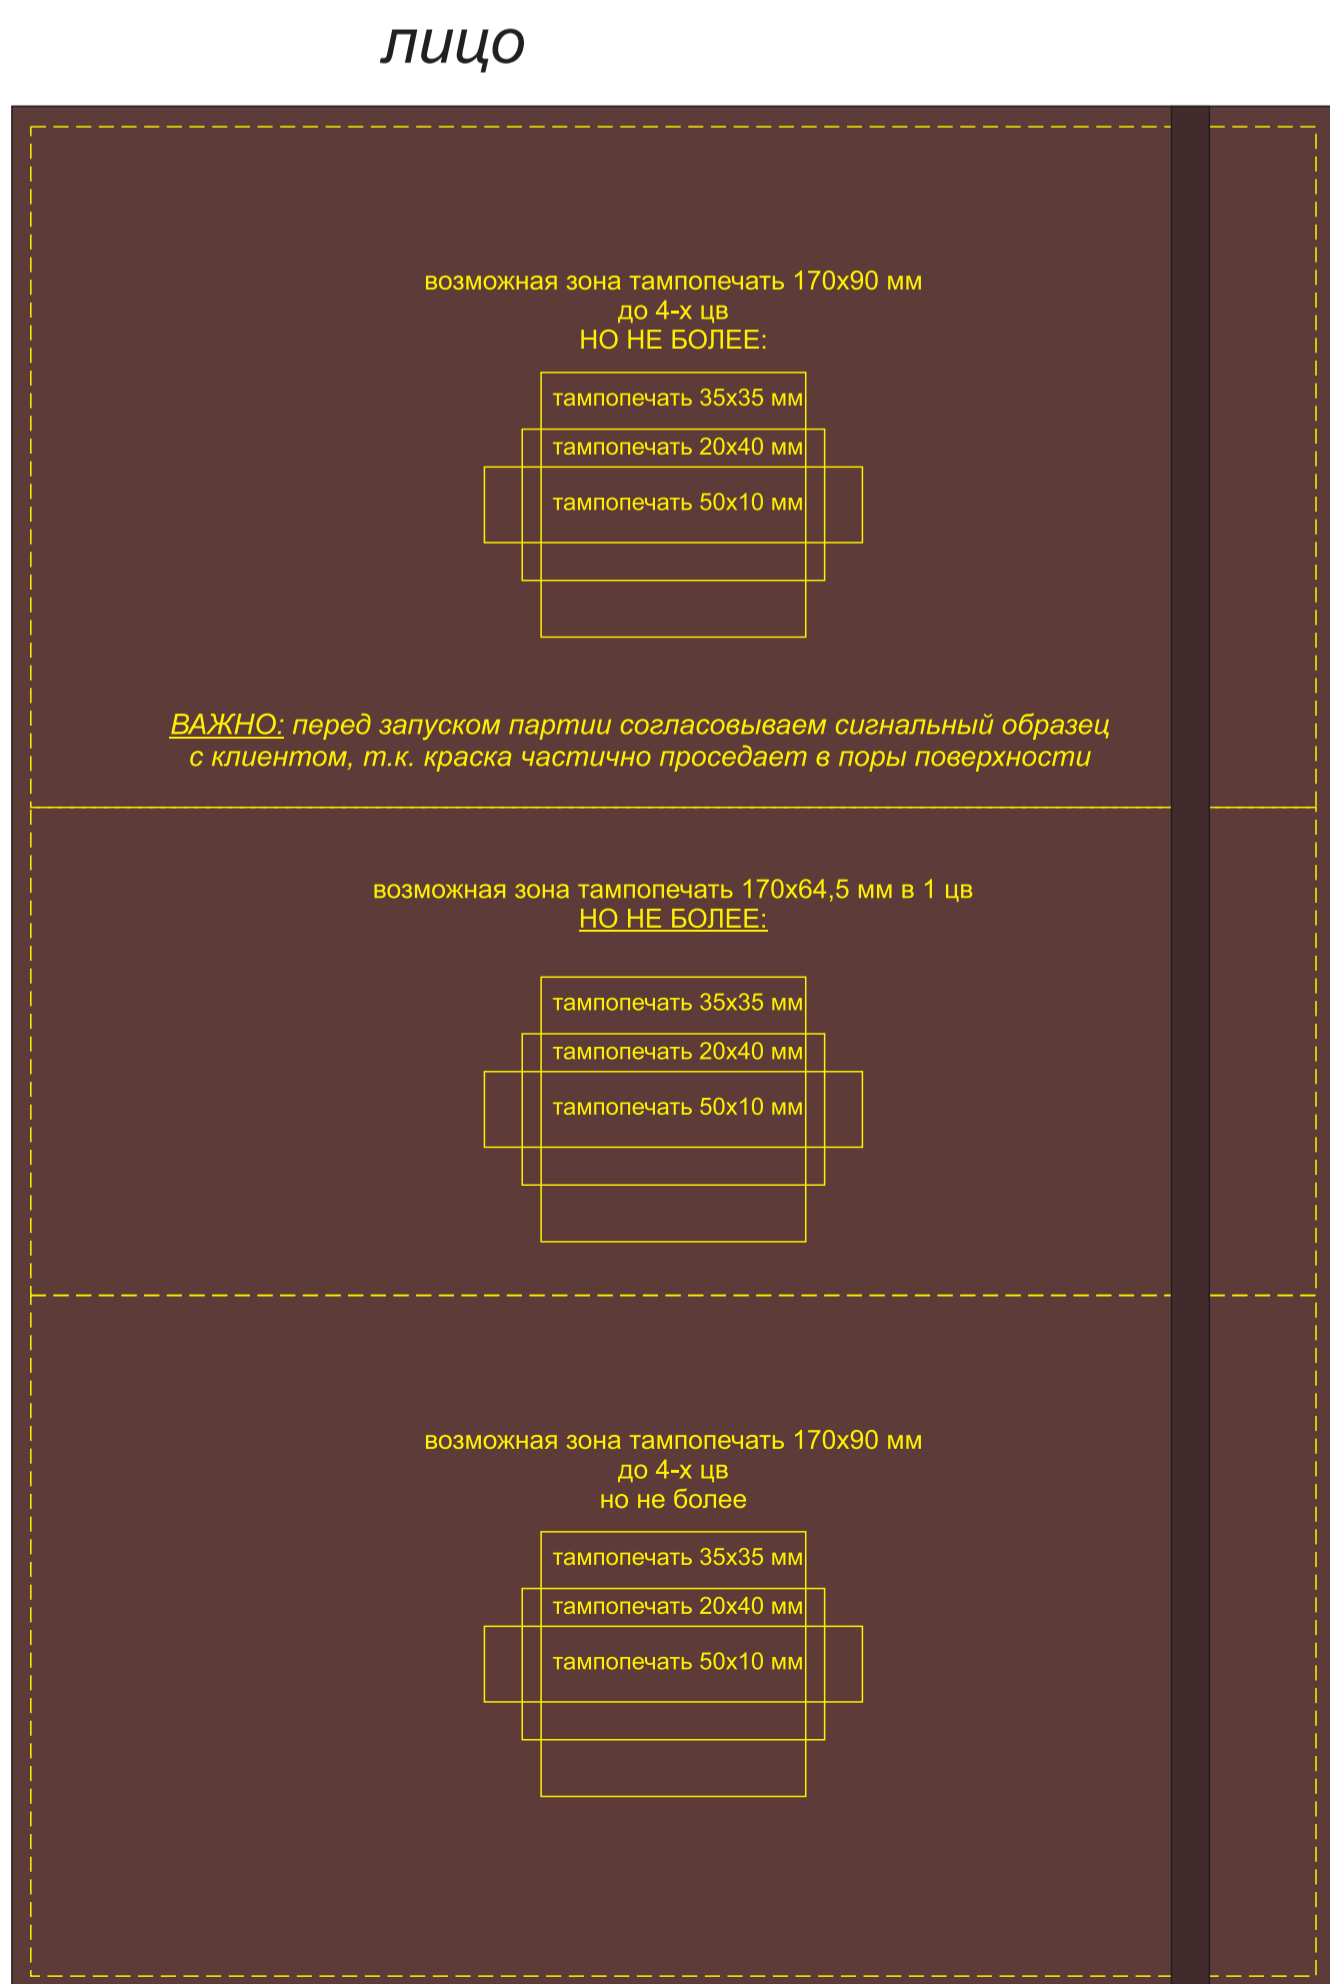 лицо
возможная зона тампопечать 170х90 мм
до 4-х цв
НО НЕ БОЛЕЕ:
тампопечать 35х35 мм
тампопечать 20х40 мм
тампопечать 50х10 мм
ВАЖНО: перед запуском партии согласовываем сигнальный образец
с клиентом, т.к. краска частично проседает в поры поверхности
возможная зона тампопечать 170х64,5 мм в 1 цв
НО НЕ БОЛЕЕ:
тампопечать 35х35 мм
тампопечать 20х40 мм
тампопечать 50х10 мм
возможная зона тампопечать 170х90 мм
до 4-х цв
но не более
тампопечать 35х35 мм
тампопечать 20х40 мм
тампопечать 50х10 мм